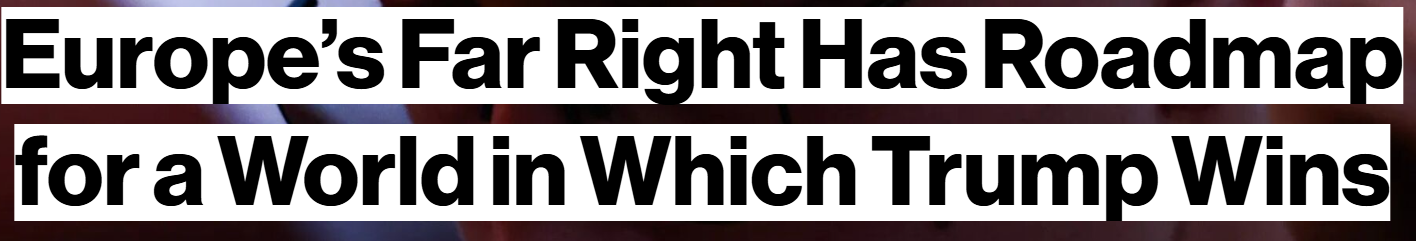 Europe’s Far Right Has Roadmap
for a World in Which Trump Wins